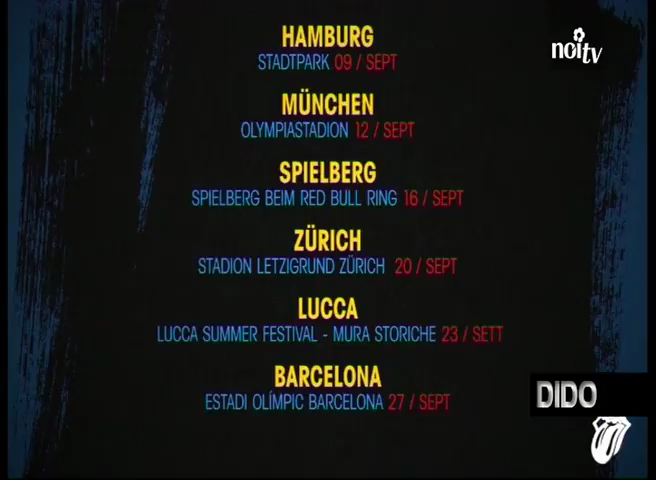 HAMBURG
STADTPARK 09 / SEPT
noitv
MÜNCHEN
OLYMPIASTADION 12 / SEPT
SPIELBERG
SPIELBERG BEIM RED BULL RING 16 / SEPT
ZÜRICH
STADION LETZIGRUND ZÜRICH 20 / SEPT
LUCCA
LUCCA SUMMER FESTIVAL - MURA STORICHE 23 / SETT
BARCELONA
ESTADI OLÍMPIC BARCELONA 27 / SEPT
DIDO